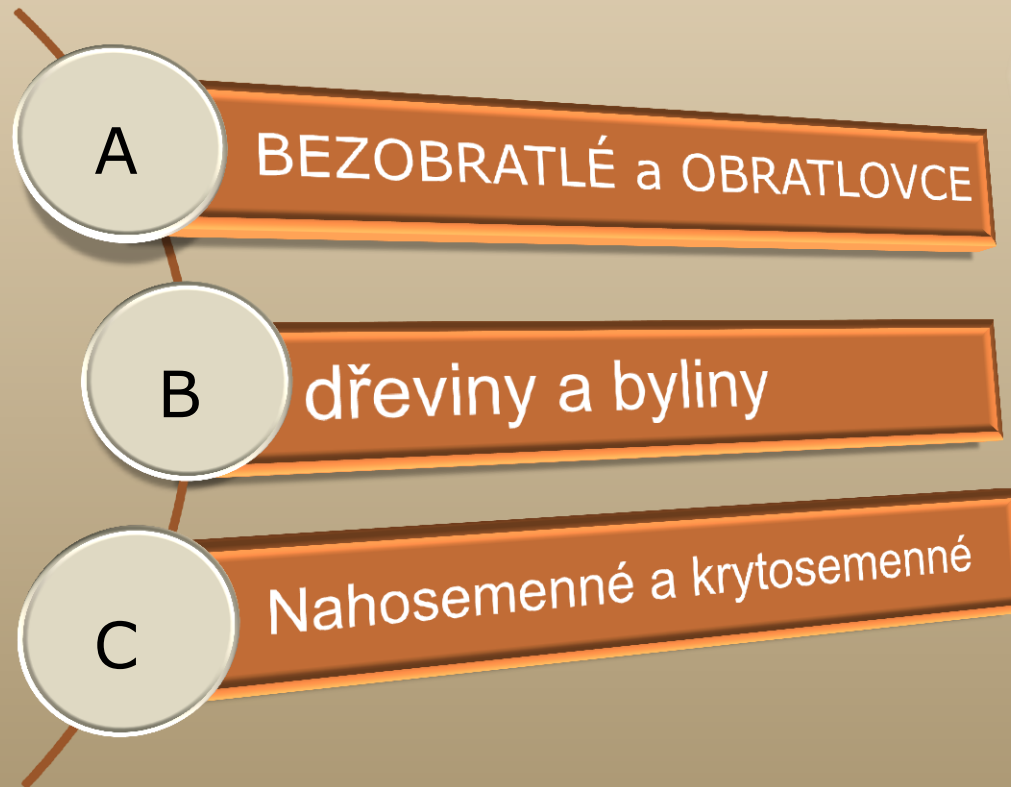 A
BEZOBRATLÉ a OBRATLOVCE
B
dřeviny a byliny
C
Nahosemenné a krytosemenné